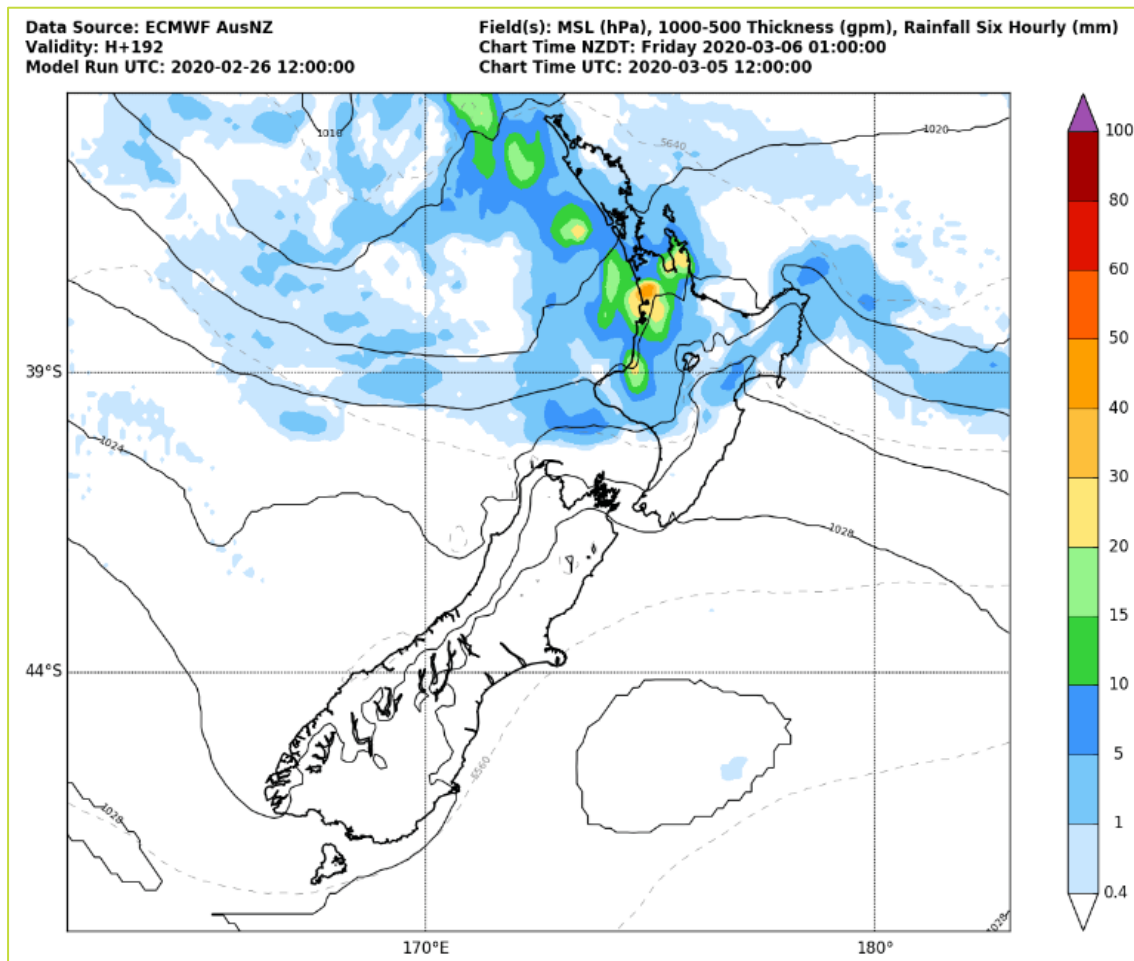 Data Source: ECMWF AusNZ
Validity: H+192
Model Run UTC: 2020-02-26 12:00:00
Field(s): MSL (hPa), 1000-500 Thickness (gpm), Rainfall Six Hourly (mm)
Chart Time NZDT: Friday 2020-03-06 01:00:00
Chart Time UTC: 2020-03-05 12:00:00
1016
5640
1020
39°S
1024
1028
44°S
5560
1028
1028
170°E
180°
100
80
60
50
40
30
20
15
10
5
1
0.4